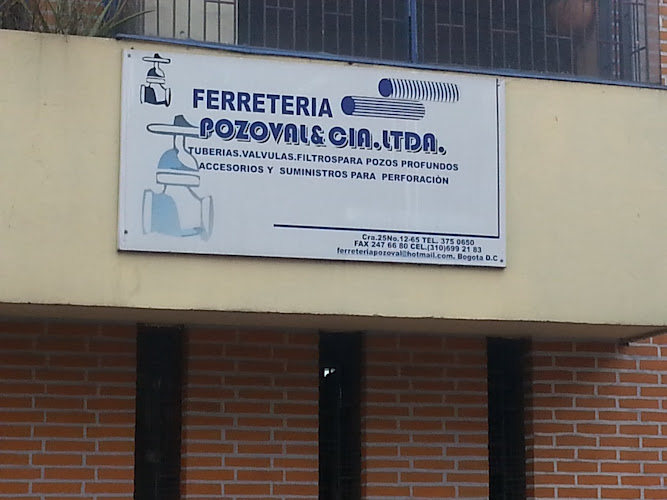 FERRETERIA
POZOVAL & CIA.LTDA.
TUBERIAS.VALVULAS.FILTROSPARA POZOS PROFUNDOS
ACCESORIOS Y SUMINISTROS PARA PERFORACIÓN
Cra.25No.12-65 TEL. 375 0650
FAX 247 66 80 CEL.(310)699 21 83
ferreteriapozoval@hotmail.com. Bogota D.C.